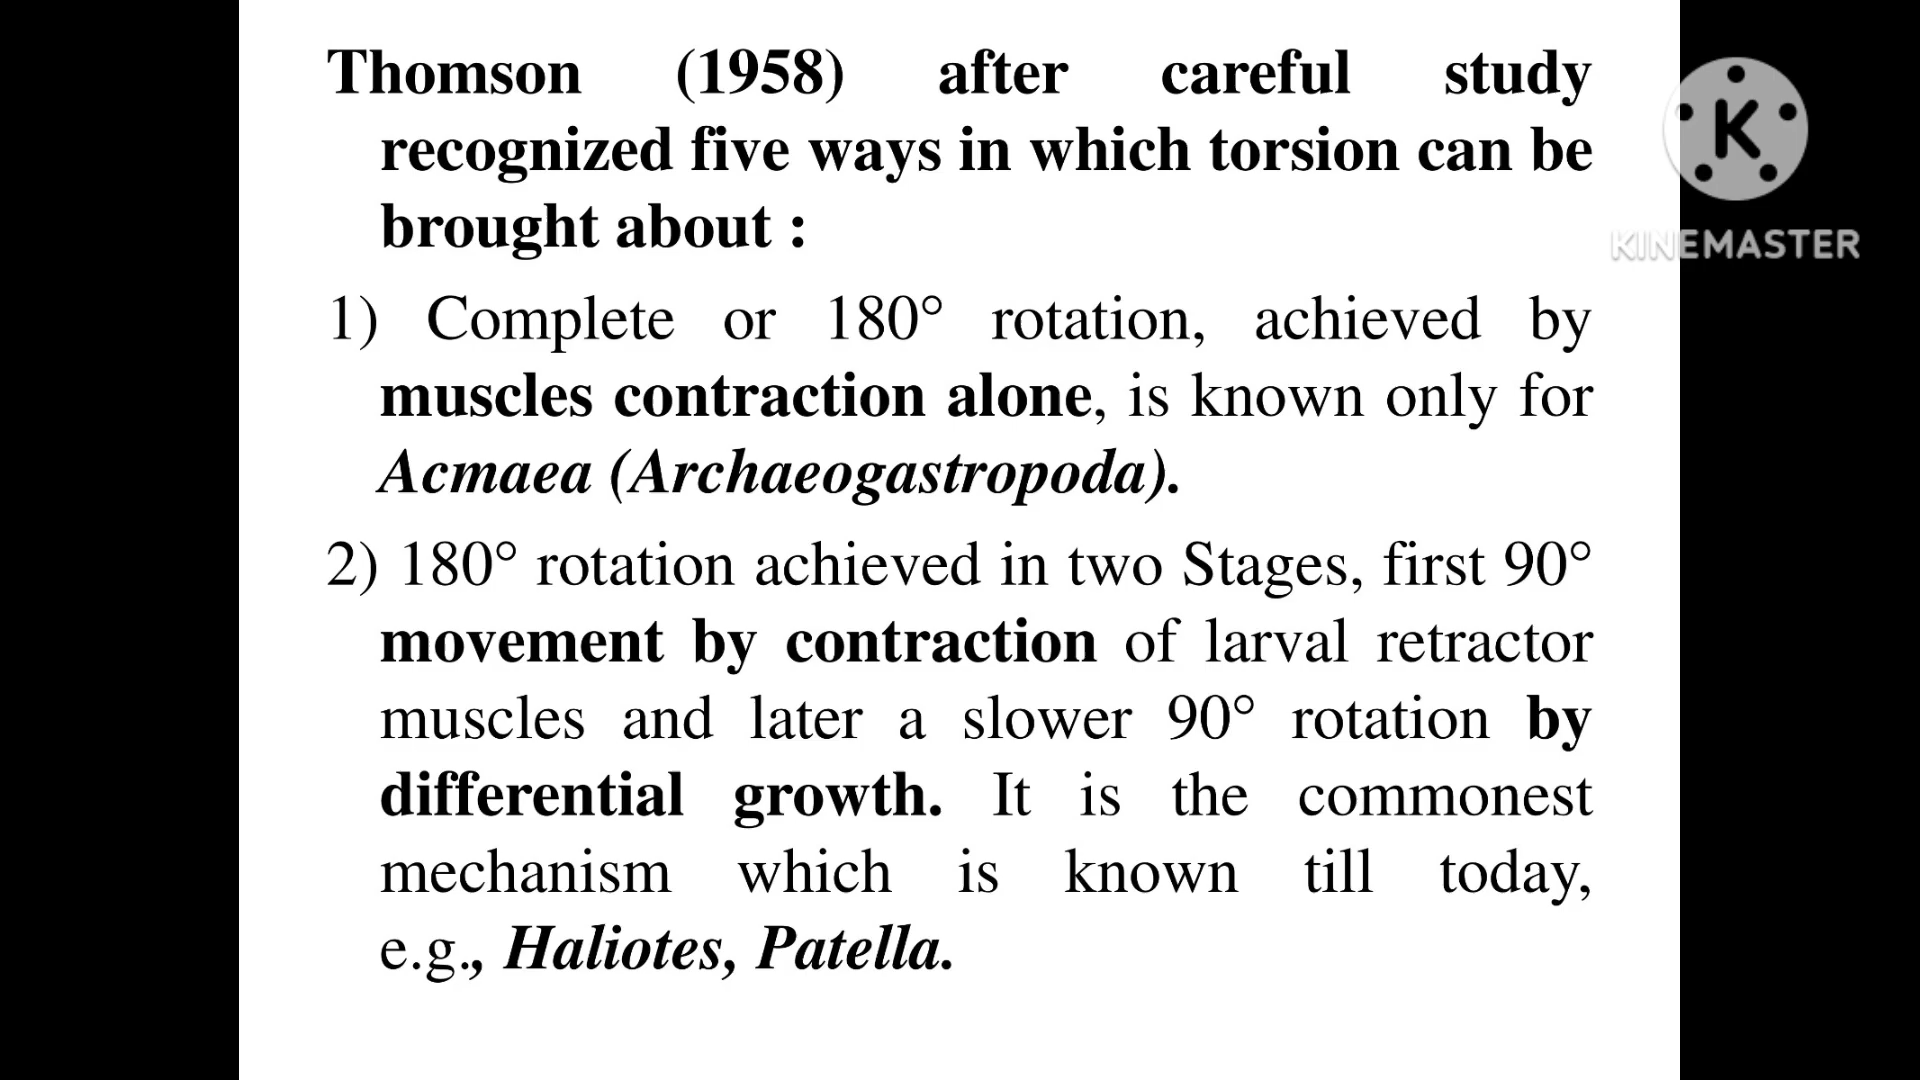 Thomson (1958) after careful study
recognized five ways in which torsion can be
brought about :
1) Complete or 180° rotation, achieved by
muscles contraction alone, is known only for
Acmaea (Archaeogastropoda).
2) 180° rotation achieved in two Stages, first 90°
movement by contraction of larval retractor
muscles and later a slower 90° rotation by
differential growth. It is the commonest
mechanism which is known till today,
e.g., Haliotes, Patella.
K
KINEMASTER